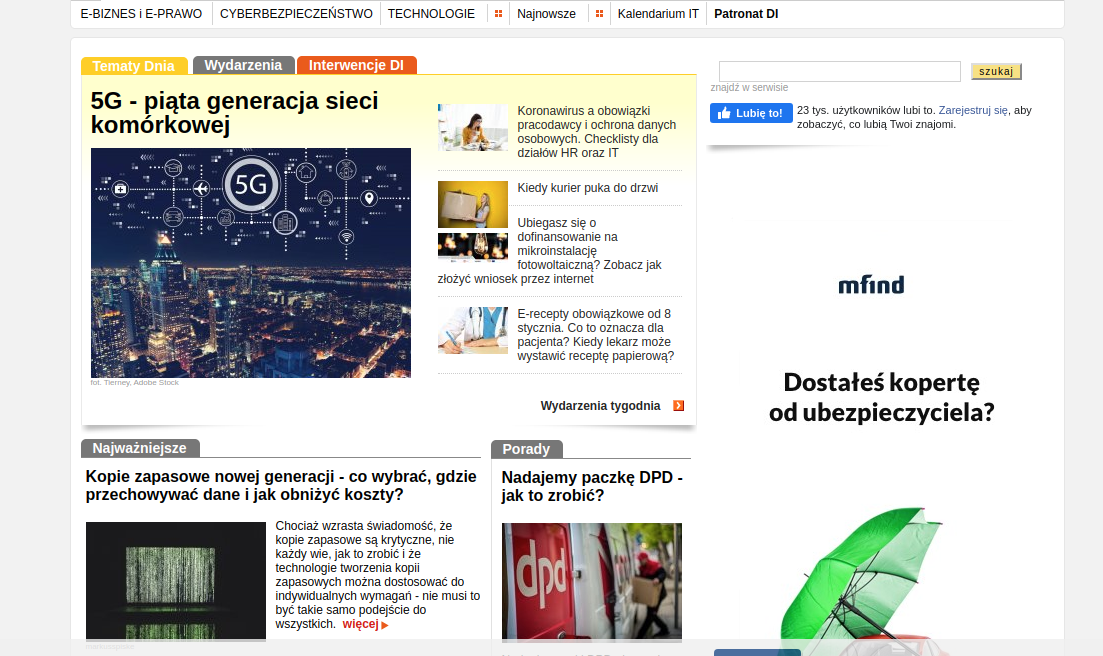 E-BIZNES i E-PRAWO
CYBERBEZPIECZEŃSTWO
TECHNOLOGIE
Najnowsze
Kalendarium IT
Patronat DI
Tematy Dnia
Wydarzenia
Interwencje DI
5G - piąta generacja sieci
komórkowej
5G
fot. Tierney, Adobe Stock
Koronawirus a obowiązki
pracodawcy i ochrona danych
osobowych. Checklisty dla
działów HR oraz IT
Kiedy kurier puka do drzwi
Ubiegasz się o
dofinansowanie na
mikroinstalację
fotowoltaiczną? Zobacz jak
złożyć wniosek przez internet
E-recepty obowiązkowe od 8
stycznia. Co to oznacza dla
pacjenta? Kiedy lekarz może
wystawić receptę papierową?
Wydarzenia tygodnia
szukaj
znajdź w serwisie
Lubię to!
23 tys. użytkowników lubi to. Zarejestruj się, aby
zobaczyć, co lubią Twoi znajomi.
mfind
Dostałeś kopertę
od ubezpieczyciela?
Najważniejsze
Kopie zapasowe nowej generacji - co wybrać, gdzie
przechowywać dane i jak obniżyć koszty?
Chociaż wzrasta świadomość, że
kopie zapasowe są krytyczne, nie
każdy wie, jak to zrobić i że
technologie tworzenia kopii
zapasowych można dostosować do
indywidualnych wymagań - nie musi to
być takie samo podejście do
wszystkich. więcej
Porady
Nadajemy paczkę DPD -
jak to zrobić?
dpd